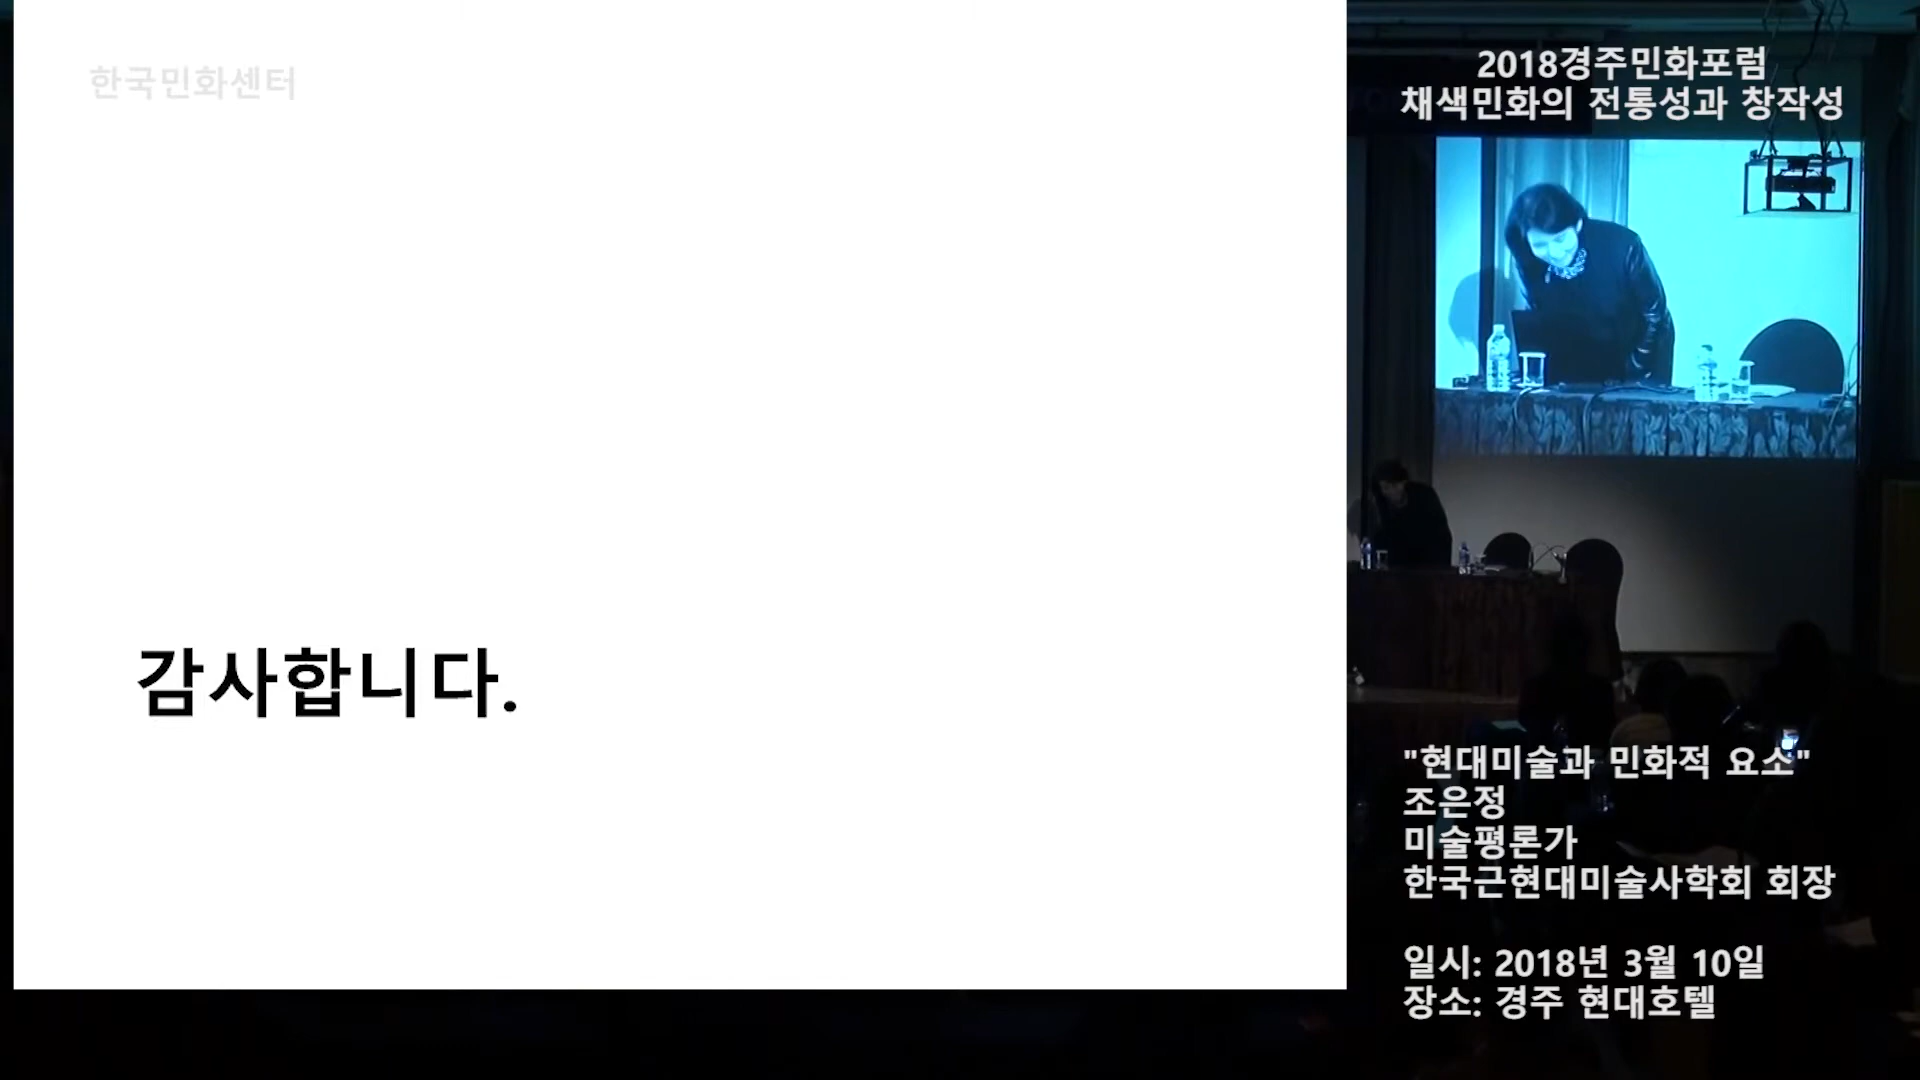 한국민화센터
감사합니다.
2018경주민화포럼
채색민화의 전통성과 창작성
"현대미술과 민화적 요소"
조은정
미술평론가
한국근현대미술사학회 회장
일시: 2018년 3월 10일
장소: 경주 현대호텔